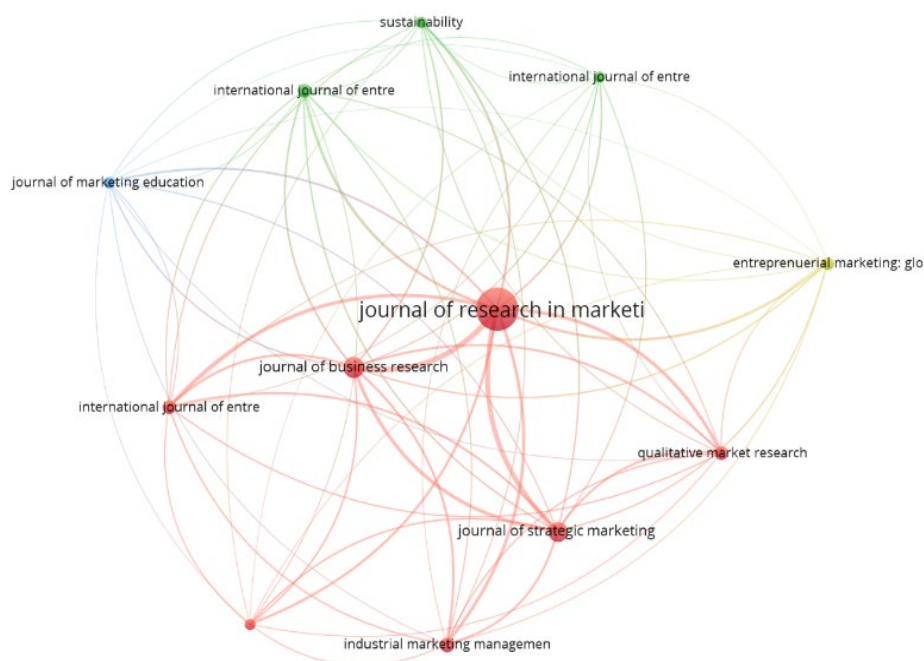 sustainability
international journal of entre
international journal of entre
journal of marketing education
entreprenuerial marketing: glo
journal of research in marketi
journal of business research
international journal of entre
qualitative market research
journal of strategic marketing
industrial marketing managemen